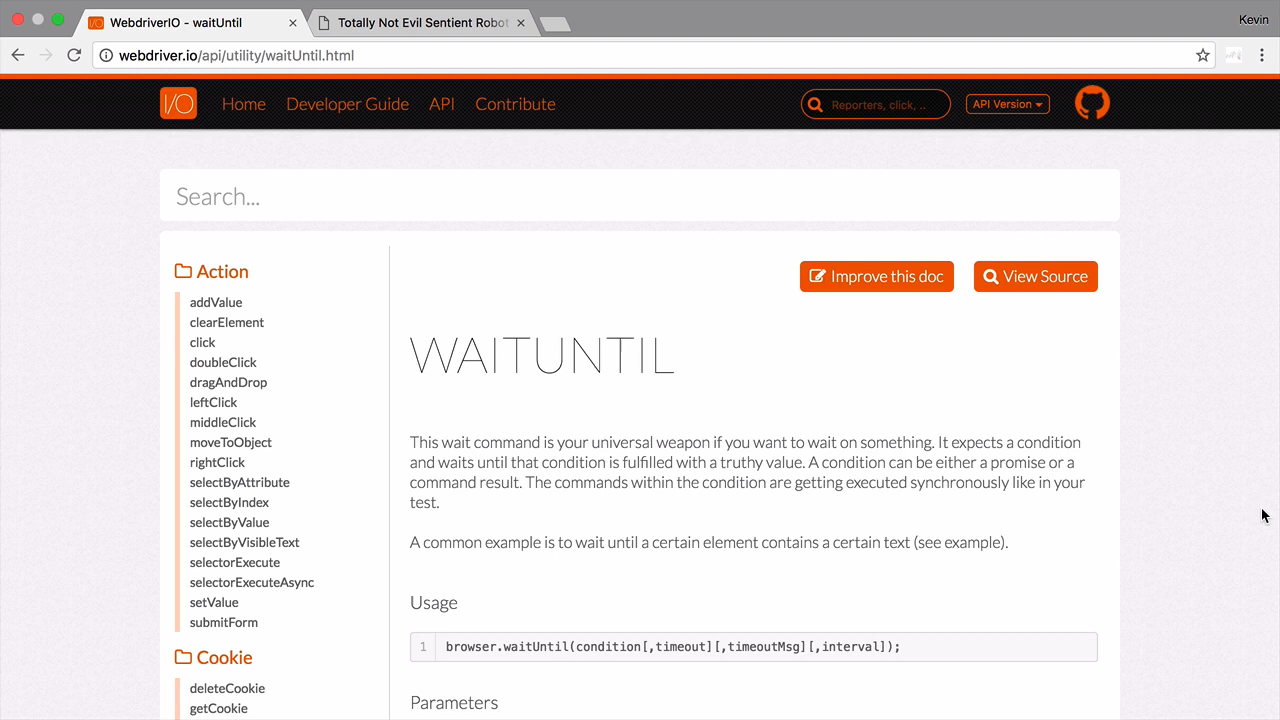 WebdriverIO - waitUntil
Totally Not Evil Sentient Robot
Kevin
webdriver.io/api/utility/waitUntil.html
I/O
Home
Developer Guide
API
Contribute
Reporters, click, ..
API Version
Search...
Action
addValue
clearElement
click
doubleClick
dragAndDrop
leftClick
middleClick
moveToObject
rightClick
selectByAttribute
selectByIndex
selectByValue
selectByVisibleText
selectorExecute
selectorExecuteAsync
setValue
submitForm
Cookie
deleteCookie
getCookie
Improve this doc
View Source
WAITUNTIL
This wait command is your universal weapon if you want to wait on something. It expects a condition
and waits until that condition is fulfilled with a truthy value. A condition can be either a promise or a
command result. The commands within the condition are getting executed synchronously like in your
test.
A common example is to wait until a certain element contains a certain text (see example).
Usage
1 browser.waitUntil(condition[,timeout][,timeoutMsg][,interval]);
Parameters